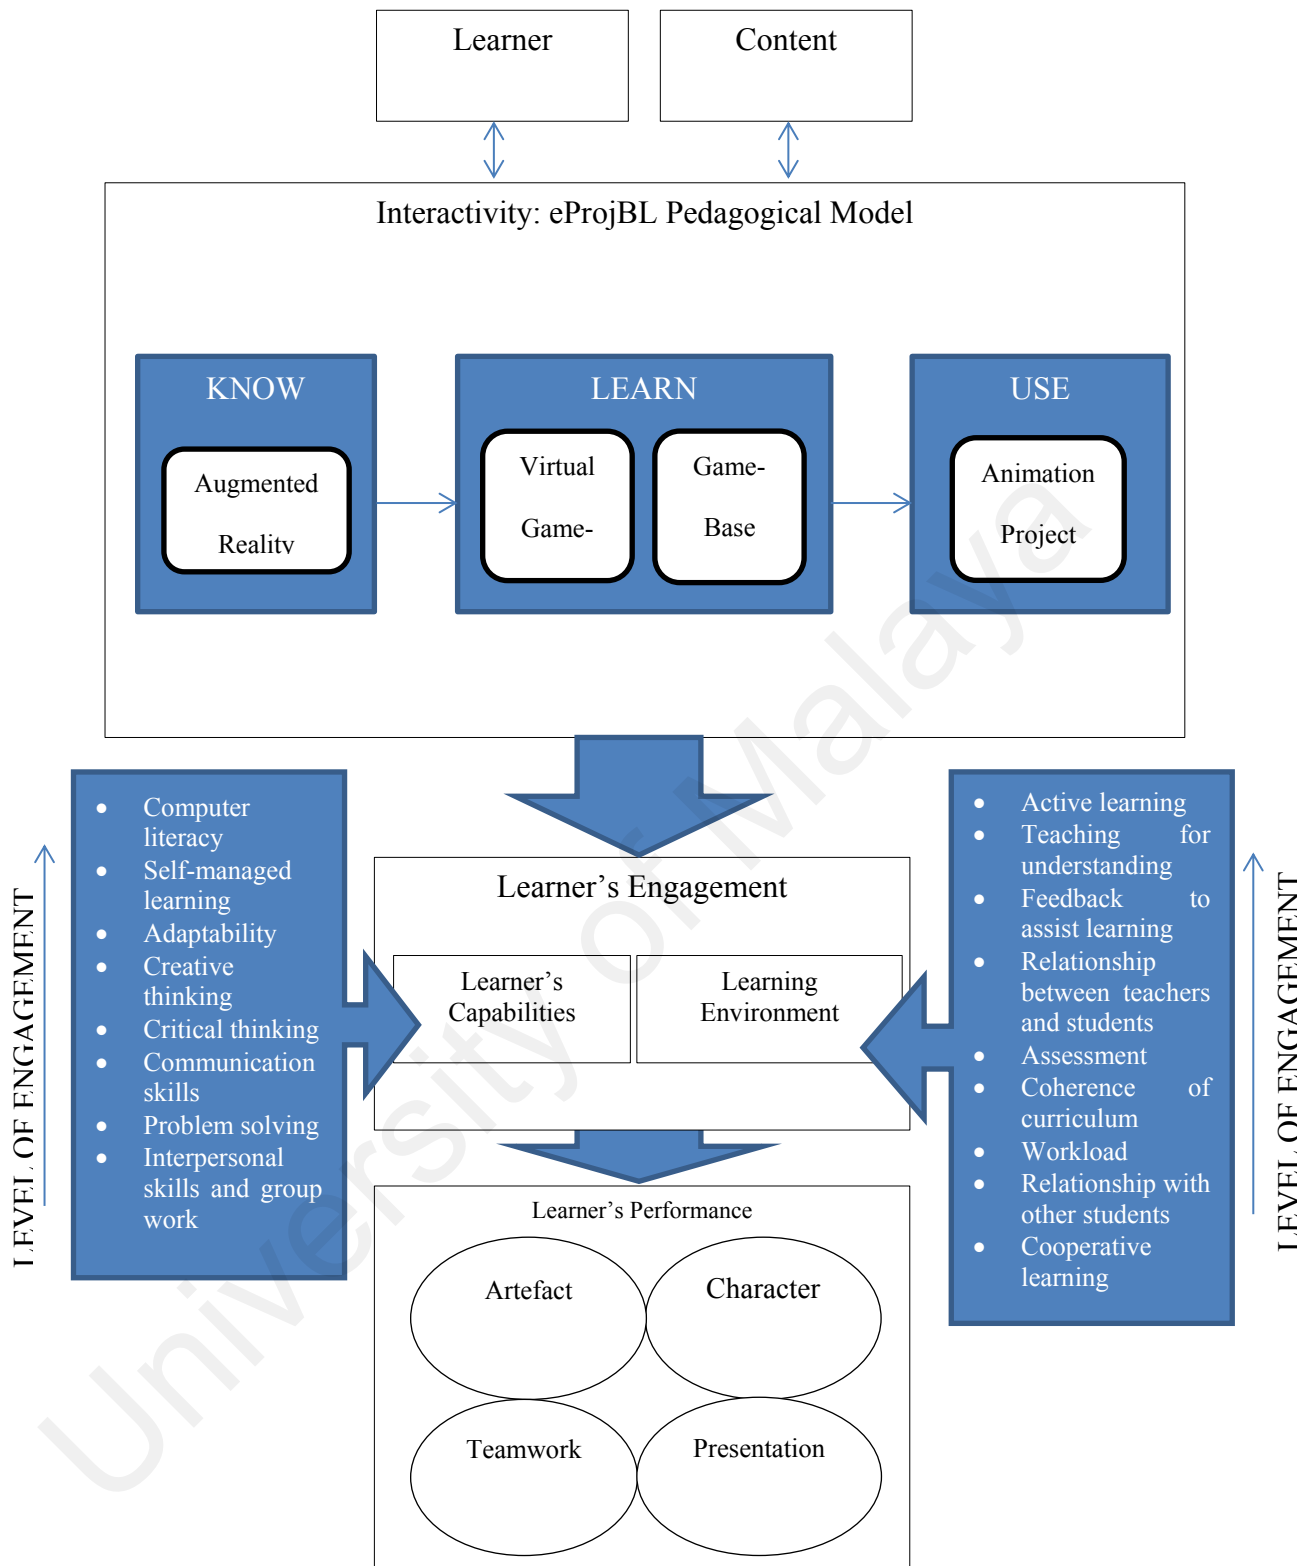 Learner
Content
Interactivity: eProjBL Pedagogical Model
KNOW
Augmented
Reality
LEARN
Virtual
Game-
Game-
Base
USE
Animation
Project
LEVEL OF ENGAGEMENT
• Computer
literacy
• Self-managed
learning
• Adaptability
• Creative
thinking
• Critical thinking
• Communication
skills
• Problem solving
• Interpersonal
skills and group
work
Learner’s Engagement
Learner’s
Capabilities
Learning
Environment
• Active learning
• Teaching for
understanding
• Feedback to
assist learning
• Relationship
between teachers
and students
• Assessment
• Coherence of
curriculum
• Workload
• Relationship with
other students
• Cooperative
learning
LEVEL OF ENGAGEMENT
Learner’s Performance
Artefact
Character
Teamwork
Presentation
University of Malaya